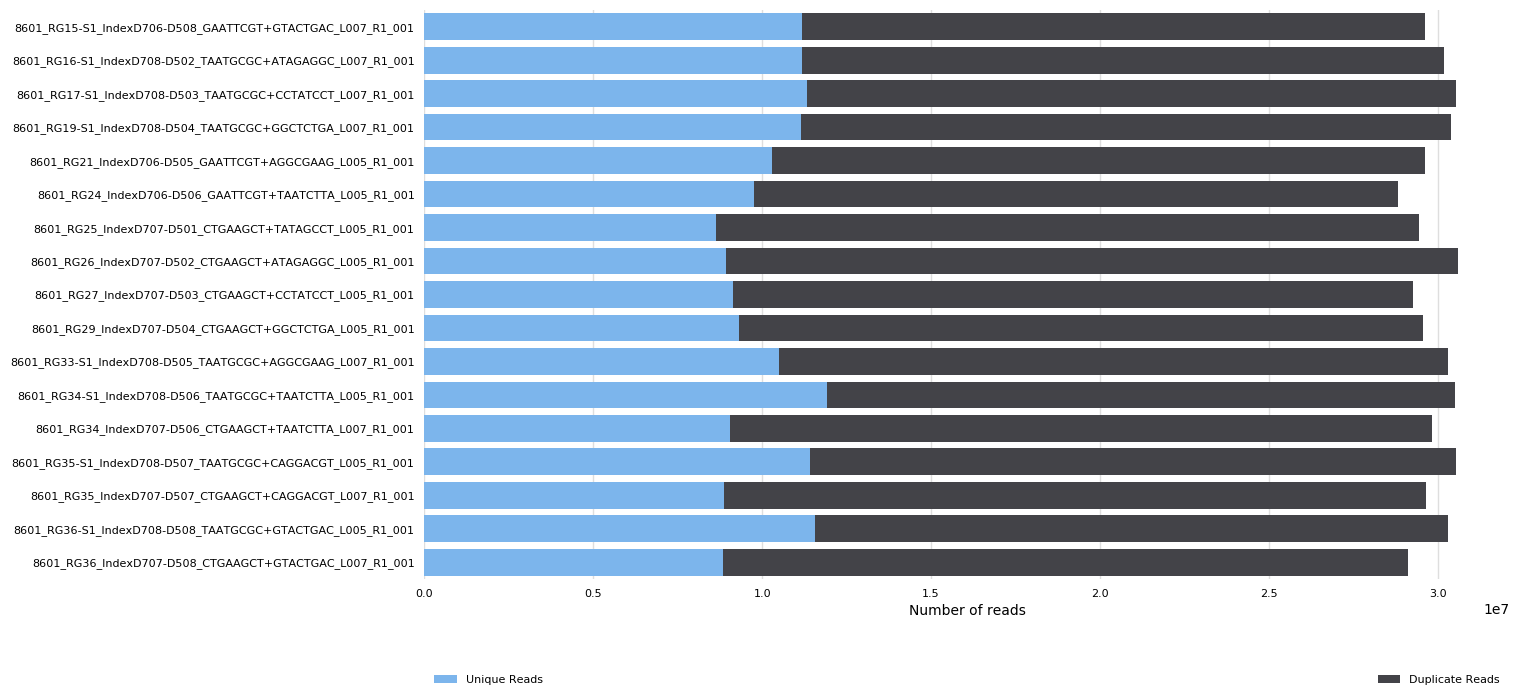 8601_RG15-S1_IndexD706-D508_GAATTCGT+GTACTGAC_L007_R1_001
8601_RG16-S1_IndexD708-D502_TAATGCGC+ATAGAGGC_L007_R1_001
8601_RG17-S1_IndexD708-D503_TAATGCGC+CCTATCCT_L007_R1_001
8601_RG19-S1_IndexD708-D504_TAATGCGC+GGCTCTGA_L007_R1_001
8601_RG21_IndexD706-D505_GAATTCGT+AGGCGAAG_L005_R1_001
8601_RG24_IndexD706-D506_GAATTCGT+TAATCTTA_L005_R1_001
8601_RG25_IndexD707-D501_CTGAAGCT+TATAGCCT_L005_R1_001
8601_RG26_IndexD707-D502_CTGAAGCT+ATAGAGGC_L005_R1_001
8601_RG27_IndexD707-D503_CTGAAGCT+CCTATCCT_L005_R1_001
8601_RG29_IndexD707-D504_CTGAAGCT+GGCTCTGA_L005_R1_001
8601_RG33-S1_IndexD708-D505_TAATGCGC+AGGCGAAG_L007_R1_001
8601_RG34-S1_IndexD708-D506_TAATGCGC+TAATCTTA_L005_R1_001
8601_RG34_IndexD707-D506_CTGAAGCT+TAATCTTA_L007_R1_001
8601_RG35-S1_IndexD708-D507_TAATGCGC+CAGGACGT_L005_R1_001
8601_RG35_IndexD707-D507_CTGAAGCT+CAGGACGT_L007_R1_001
8601_RG36-S1_IndexD708-D508_TAATGCGC+GTACTGAC_L005_R1_001
8601_RG36_IndexD707-D508_CTGAAGCT+GTACTGAC_L007_R1_001
0.0 0.5 1.0 1.5 2.0 2.5 3.0
Number of reads 1e7
Unique Reads Duplicate Reads